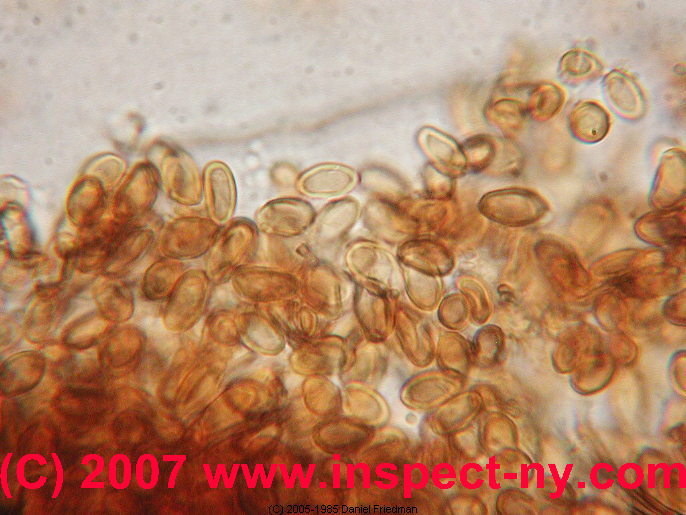 (C) 2007 www.inspect-ny.com
(C) 2005-1985 Daniel Friedman